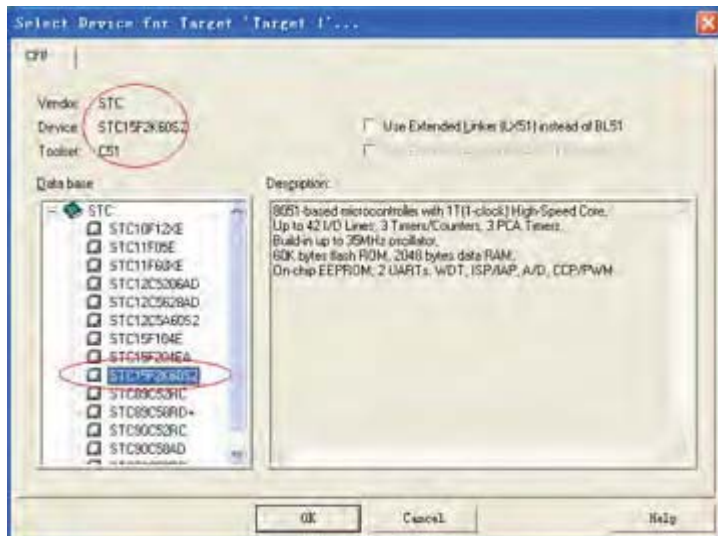 Select Device for Target 'Target 1'...
CPU
Vendor: STC
Device: STC15F2K60S2
Toolset: C51
Use Extended Linker (LX51) instead of BL51
Data base
Description:
STC
STC10F12XE
STC11F05E
STC11F60XE
STC12C5206AD
STC12C5628AD
STC12C5A60S2
STC15F104E
STC15F204EA
STC15F2K60S2
STC89C52RC
STC89C58RD+
STC90C52RC
STC90C58AD
8051-based microcontroller with 1T(1-clock) High-Speed Core,
Up to 42 I/O Lines, 3 Timers/Counters, 3 PCA Timers,
Build-in up to 35MHz oscillator,
60K bytes flash ROM, 2048 bytes data RAM,
On-chip EEPROM, 2 UARTs, WDT, ISP/IAP, A/D, CCP/PWM
OK
Cancel
Help